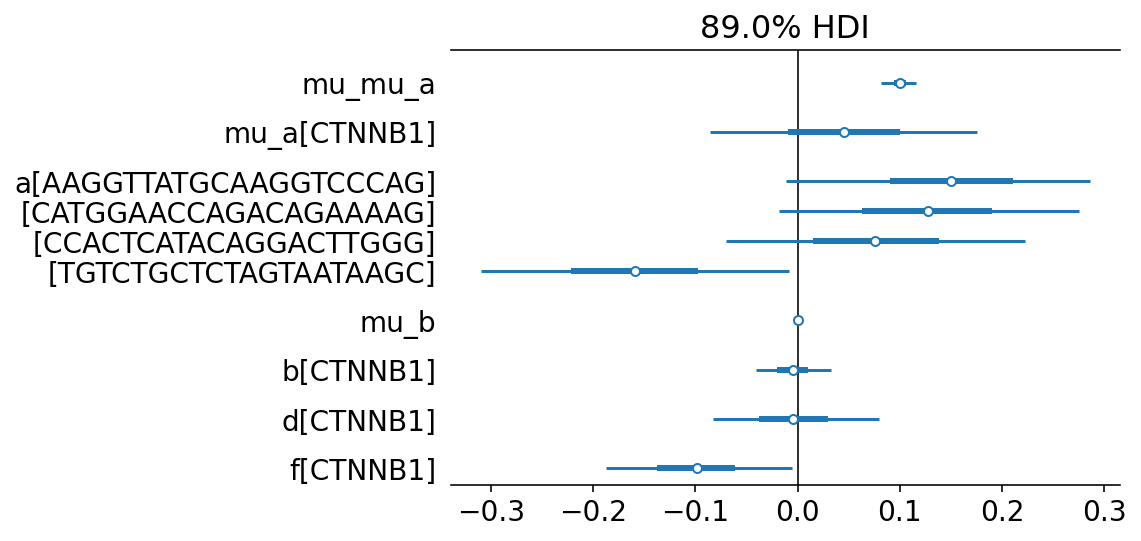 89.0% HDI
mu_mu_a
mu_a[CTNNB1]
a[AAGGTTATGCAAGGTCCCAG]
[CATGGAACCAGACAGAAAAG]
[CCACTCATACAGGACTTGGG]
[TGTCTGCTCTAGTAATAAGC]
mu_b
b[CTNNB1]
d[CTNNB1]
f[CTNNB1]
−0.3 −0.2 −0.1 0.0 0.1 0.2 0.3